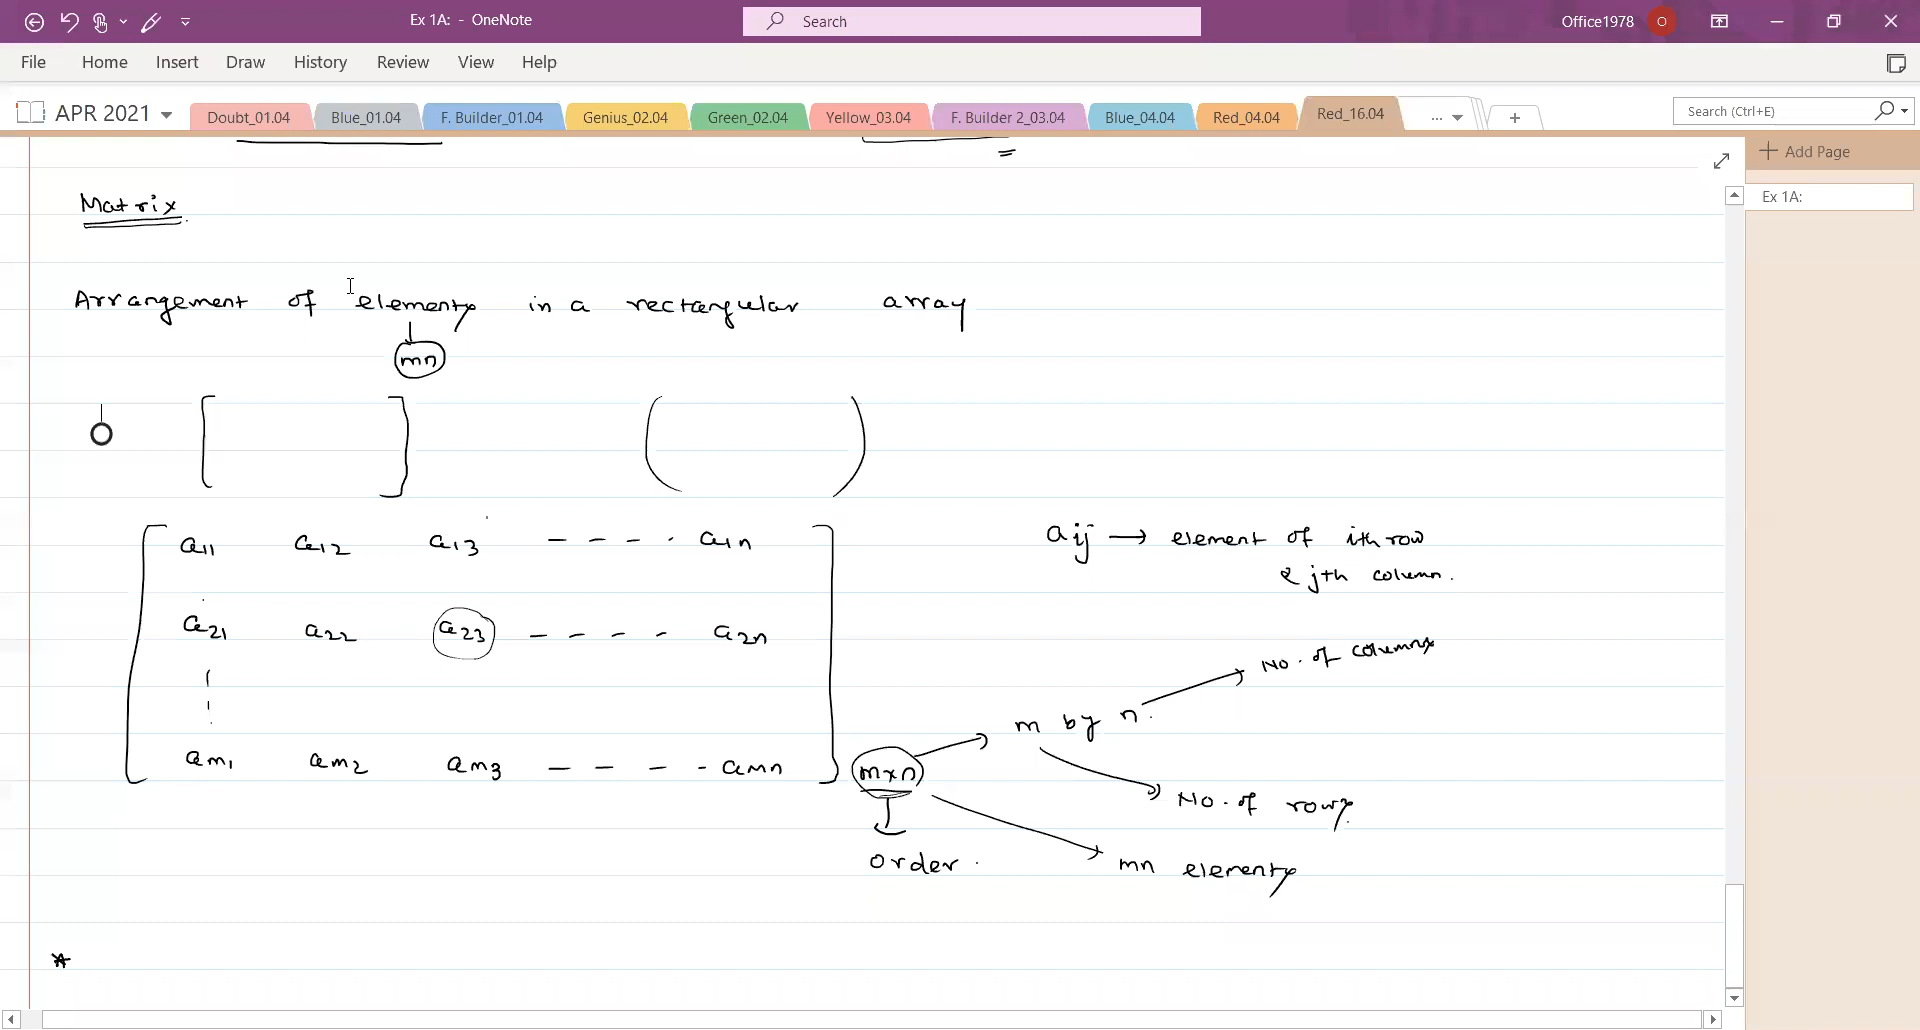 Ex 1A: - OneNote
Search
Office1978
O
File Home Insert Draw History Review View Help
APR 2021
Doubt_01.04 Blue_01.04 F. Builder_01.04 Genius_02.04 Green_02.04 Yellow_03.04 F. Builder 2_03.04 Blue_04.04 Red_04.04 Red_16.04 ... +
Search (Ctrl+E)
Add Page
Ex 1A:
Matrix
Arrangement of elements in a rectangular array
mn
[ ] ( )
a11 a12 a13 - - - - a1n
a21 a22 a23 - - - - a2n
am1 am2 am3 - - - - amn
m×n
order.
aij → element of ith row
& jth column.
m by n.
No. of columns
No. of rows.
mn elements
*